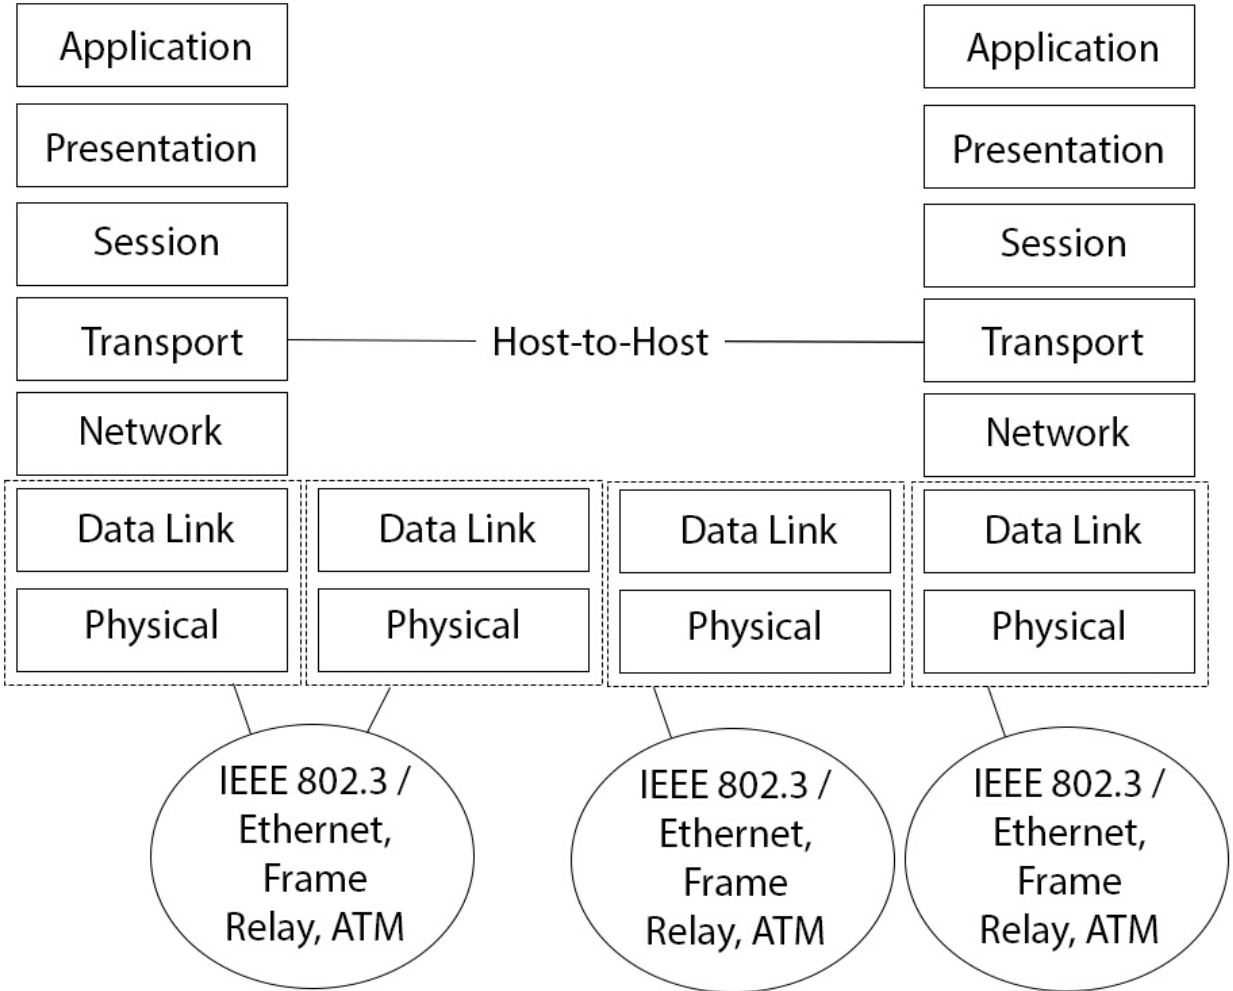 Application
Application
Presentation
Presentation
Session
Session
Transport
Host-to-Host
Transport
Network
Network
Data Link
Data Link
Data Link
Data Link
Physical
Physical
Physical
Physical
IEEE 802.3 /
Ethernet,
Frame
Relay, ATM
IEEE 802.3 /
Ethernet,
Frame
Relay, ATM
IEEE 802.3 /
Ethernet,
Frame
Relay, ATM